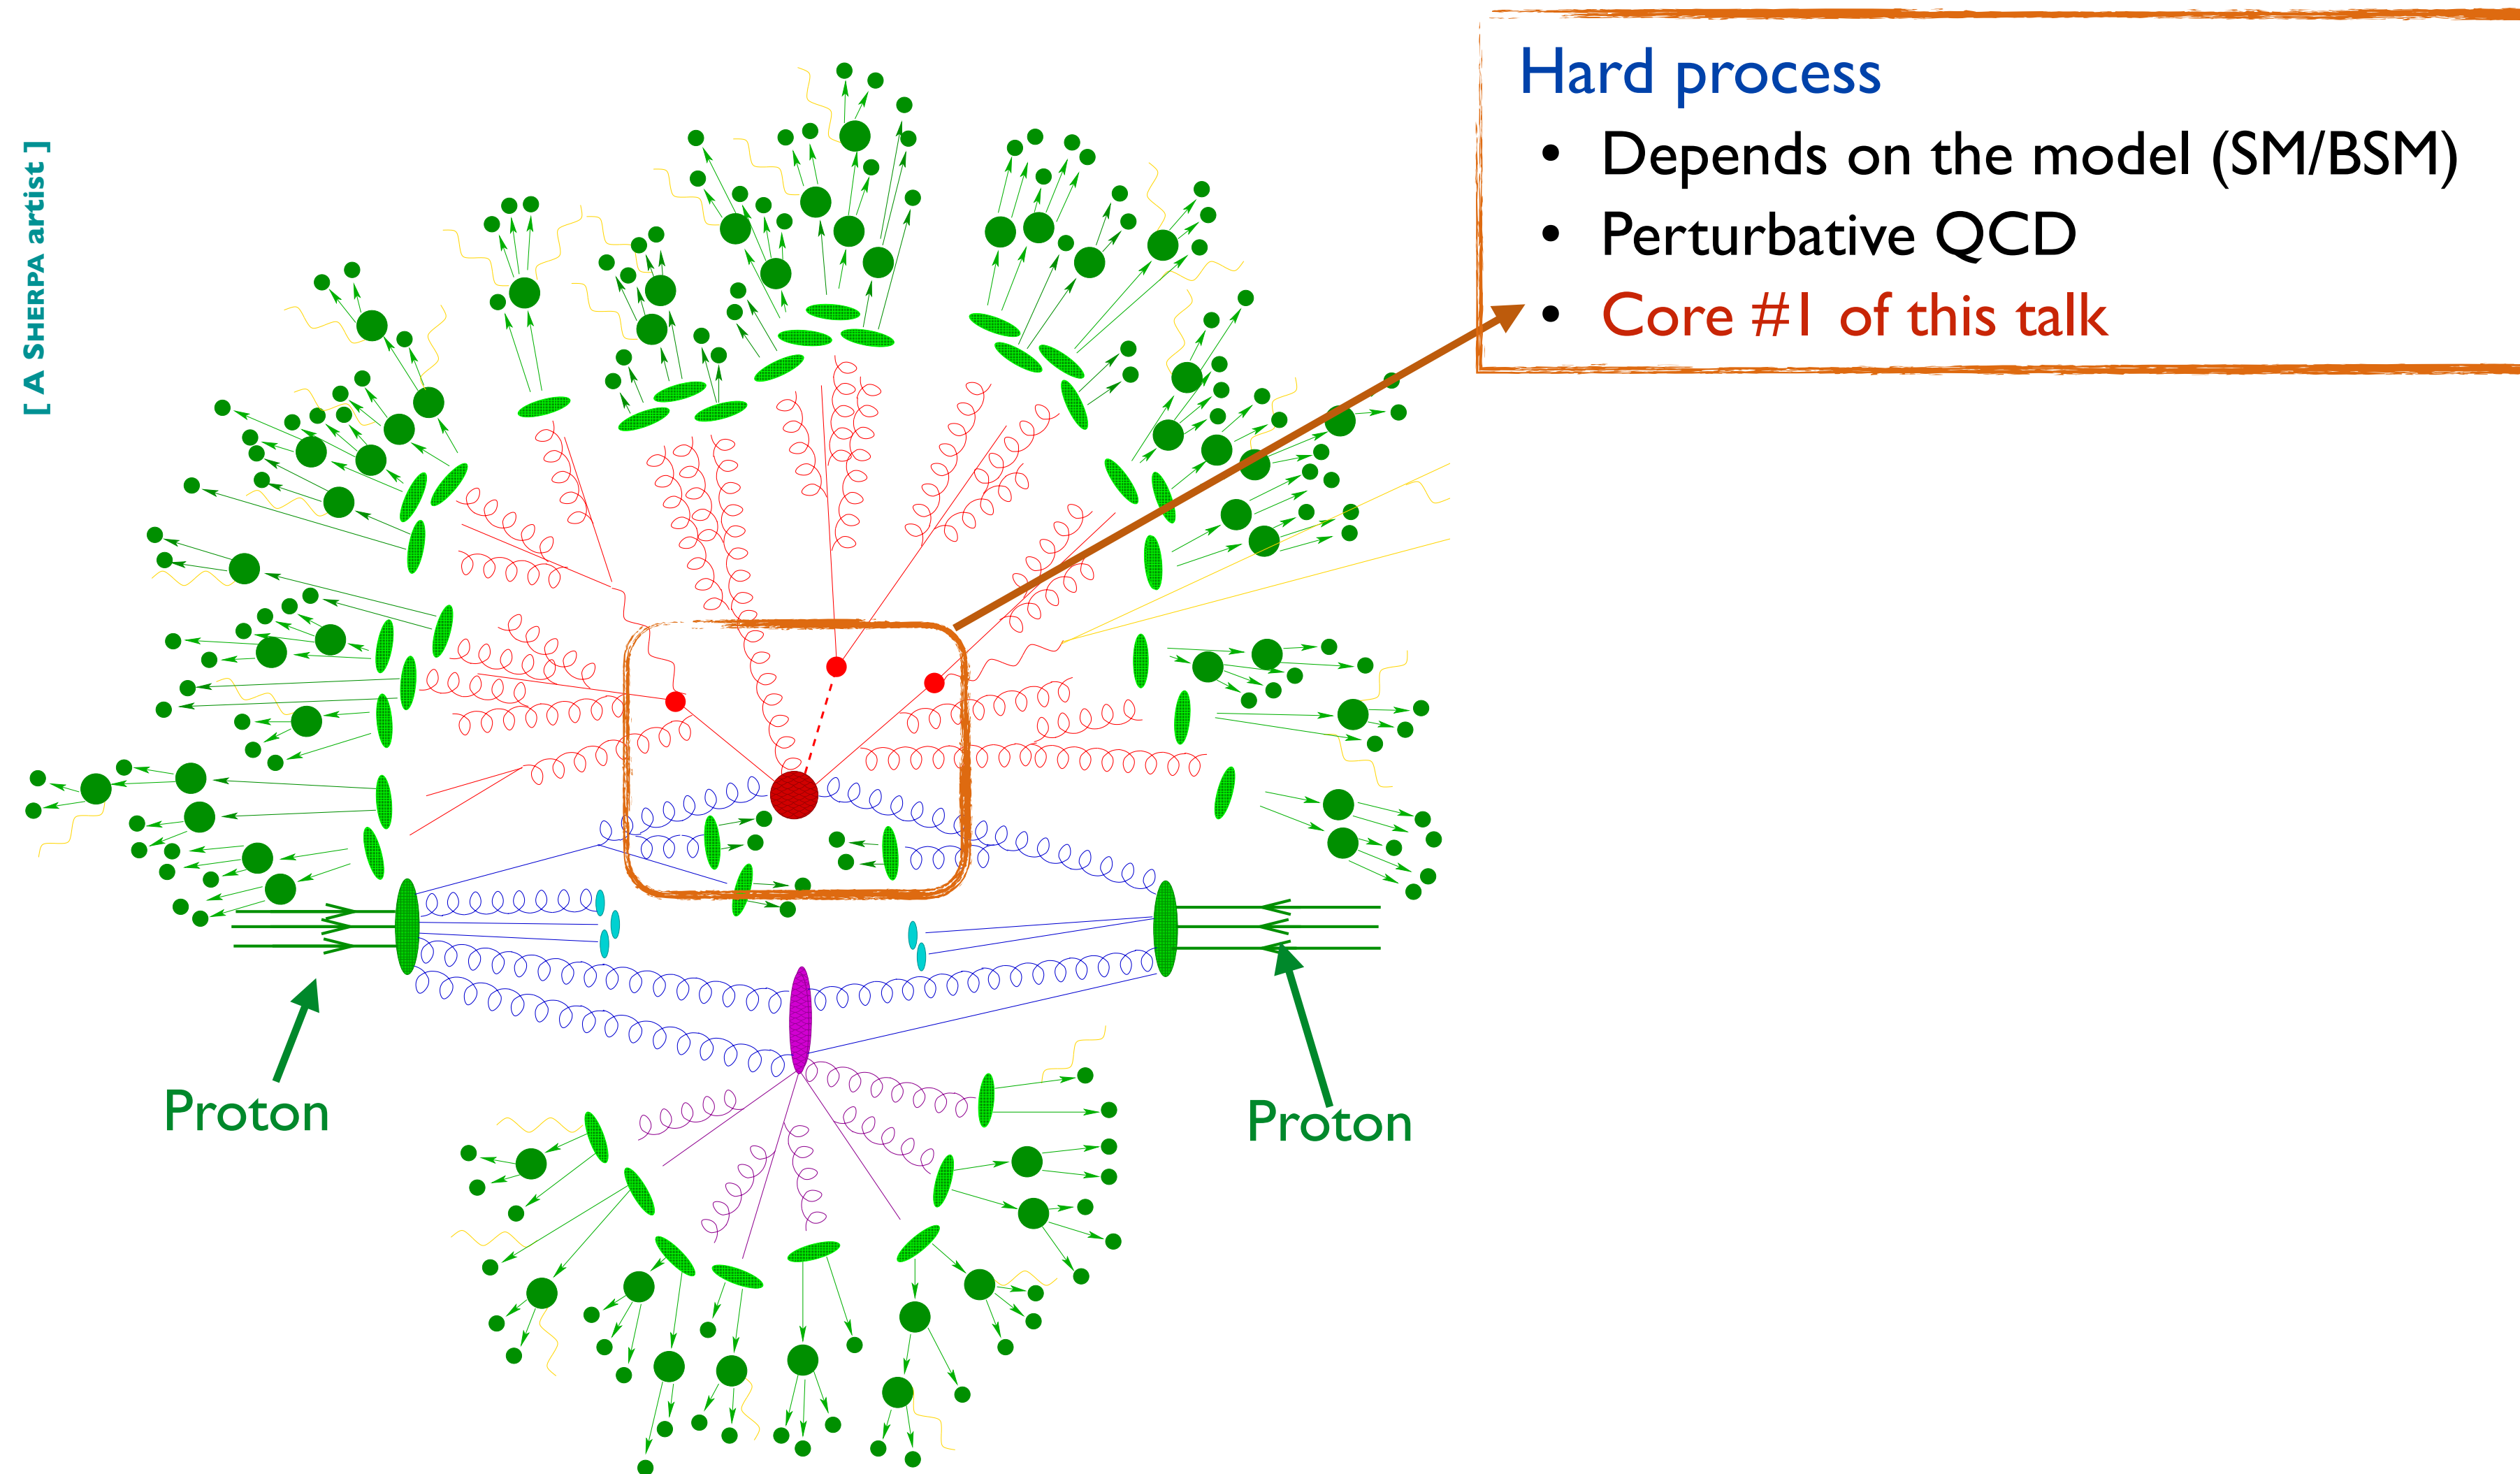 [ A SHERPA artist ]
Hard process
• Depends on the model (SM/BSM)
• Perturbative QCD
• Core #1 of this talk
Proton
Proton